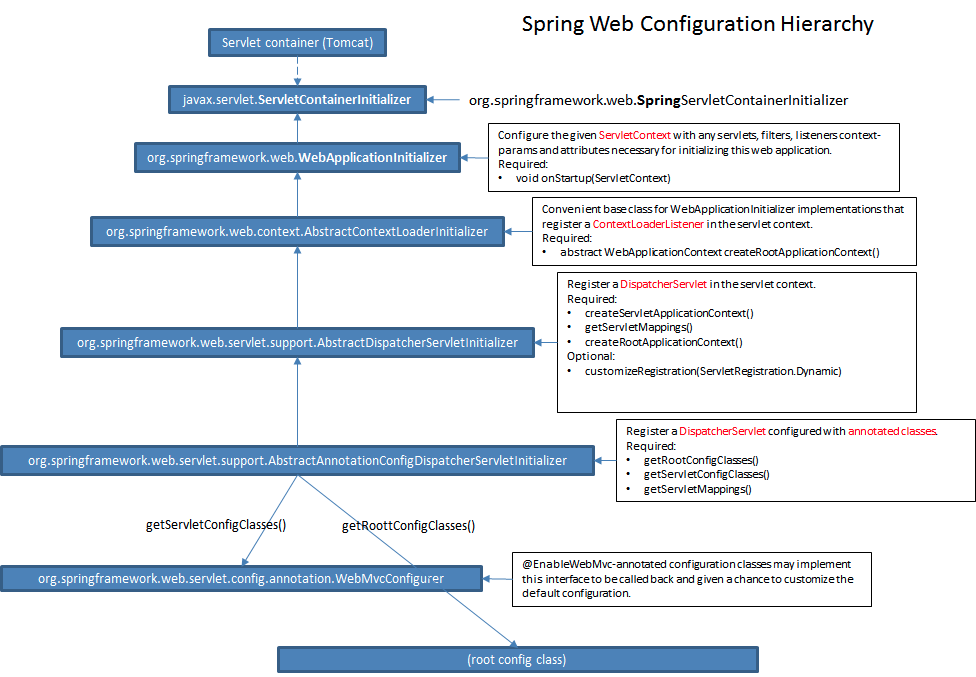 Spring Web Configuration Hierarchy
Servlet container (Tomcat)
javax.servlet.ServletContainerInitializer
org.springframework.web.SpringServletContainerInitializer
Configure the given ServletContext with any servlets, filters, listeners context-
params and attributes necessary for initializing this web application.
Required:
• void onStartup(ServletContext)
org.springframework.web.WebApplicationInitializer
Convenient base class for WebApplicationInitializer implementations that
register a ContextLoaderListener in the servlet context.
Required:
• abstract WebApplicationContext createRootApplicationContext()
org.springframework.web.context.AbstractContextLoaderInitializer
Register a DispatcherServlet in the servlet context.
Required:
• createServletApplicationContext()
• getServletMappings()
• createRootApplicationContext()
Optional:
• customizeRegistration(ServletRegistration.Dynamic)
org.springframework.web.servlet.support.AbstractDispatcherServletInitializer
Register a DispatcherServlet configured with annotated classes.
Required:
• getRootConfigClasses()
• getServletConfigClasses()
• getServletMappings()
org.springframework.web.servlet.support.AbstractAnnotationConfigDispatcherServletInitializer
getServletConfigClasses()
getRoottConfigClasses()
@EnableWebMvc-annotated configuration classes may implement
this interface to be called back and given a chance to customize the
default configuration.
org.springframework.web.servlet.config.annotation.WebMvcConfigurer
(root config class)